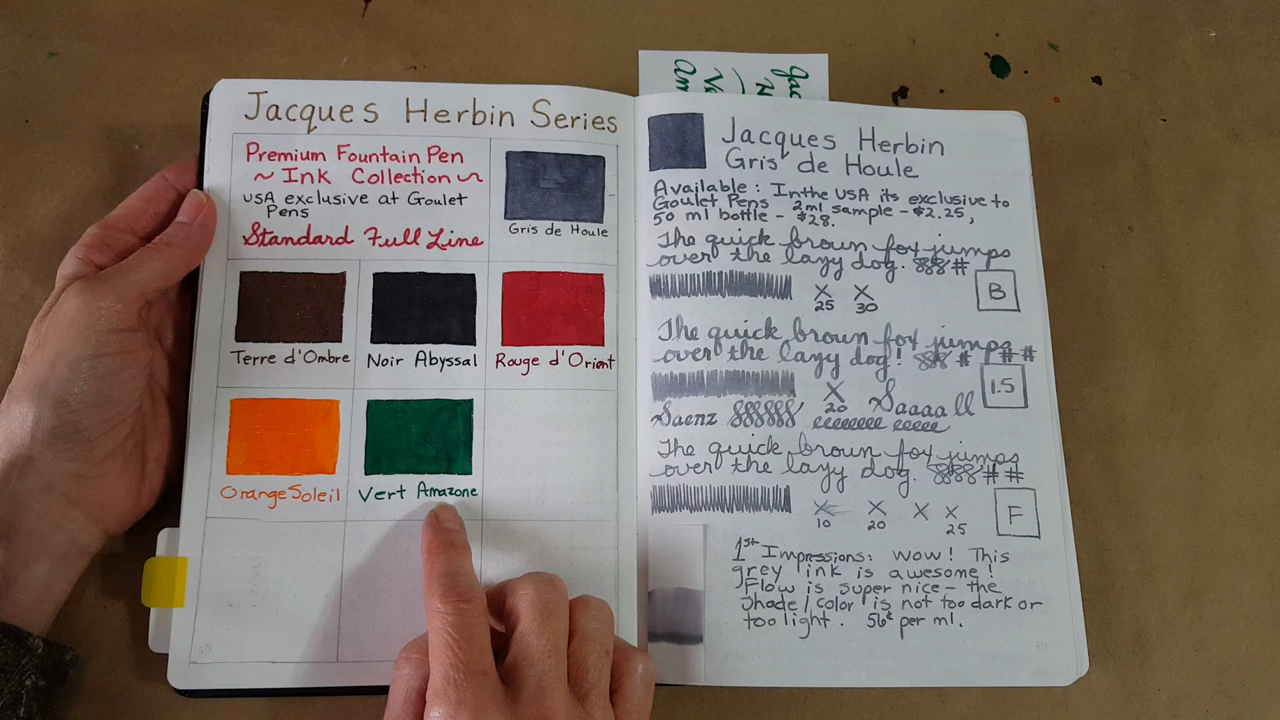 Jacques Herbin Series
Premium Fountain Pen
~ Ink Collection ~
USA exclusive at Goulet
Pens
Standard Full Line
Gris de Houle
Terre d'Ombre
Noir Abyssal
Rouge d'Orient
Orange Soleil
Vert Amazone
58
Jacques Herbin
Gris de Houle
Available: In the USA its exclusive to
Goulet Pens 2ml sample - $2.25,
50 ml bottle - $28.
The quick brown fox jumps
over the lazy dog. #
B
X X
25 30
The quick brown fox jumps
over the lazy dog! # ##
1.5
X
20
Saenz
The quick brown fox jumps
over the lazy dog. ##
F
X X X X
10 20 25
1st Impressions: Wow! This
grey ink is awesome!
Flow is super nice - the
shade/color is not too dark or
too light. 56¢ per ml.
59